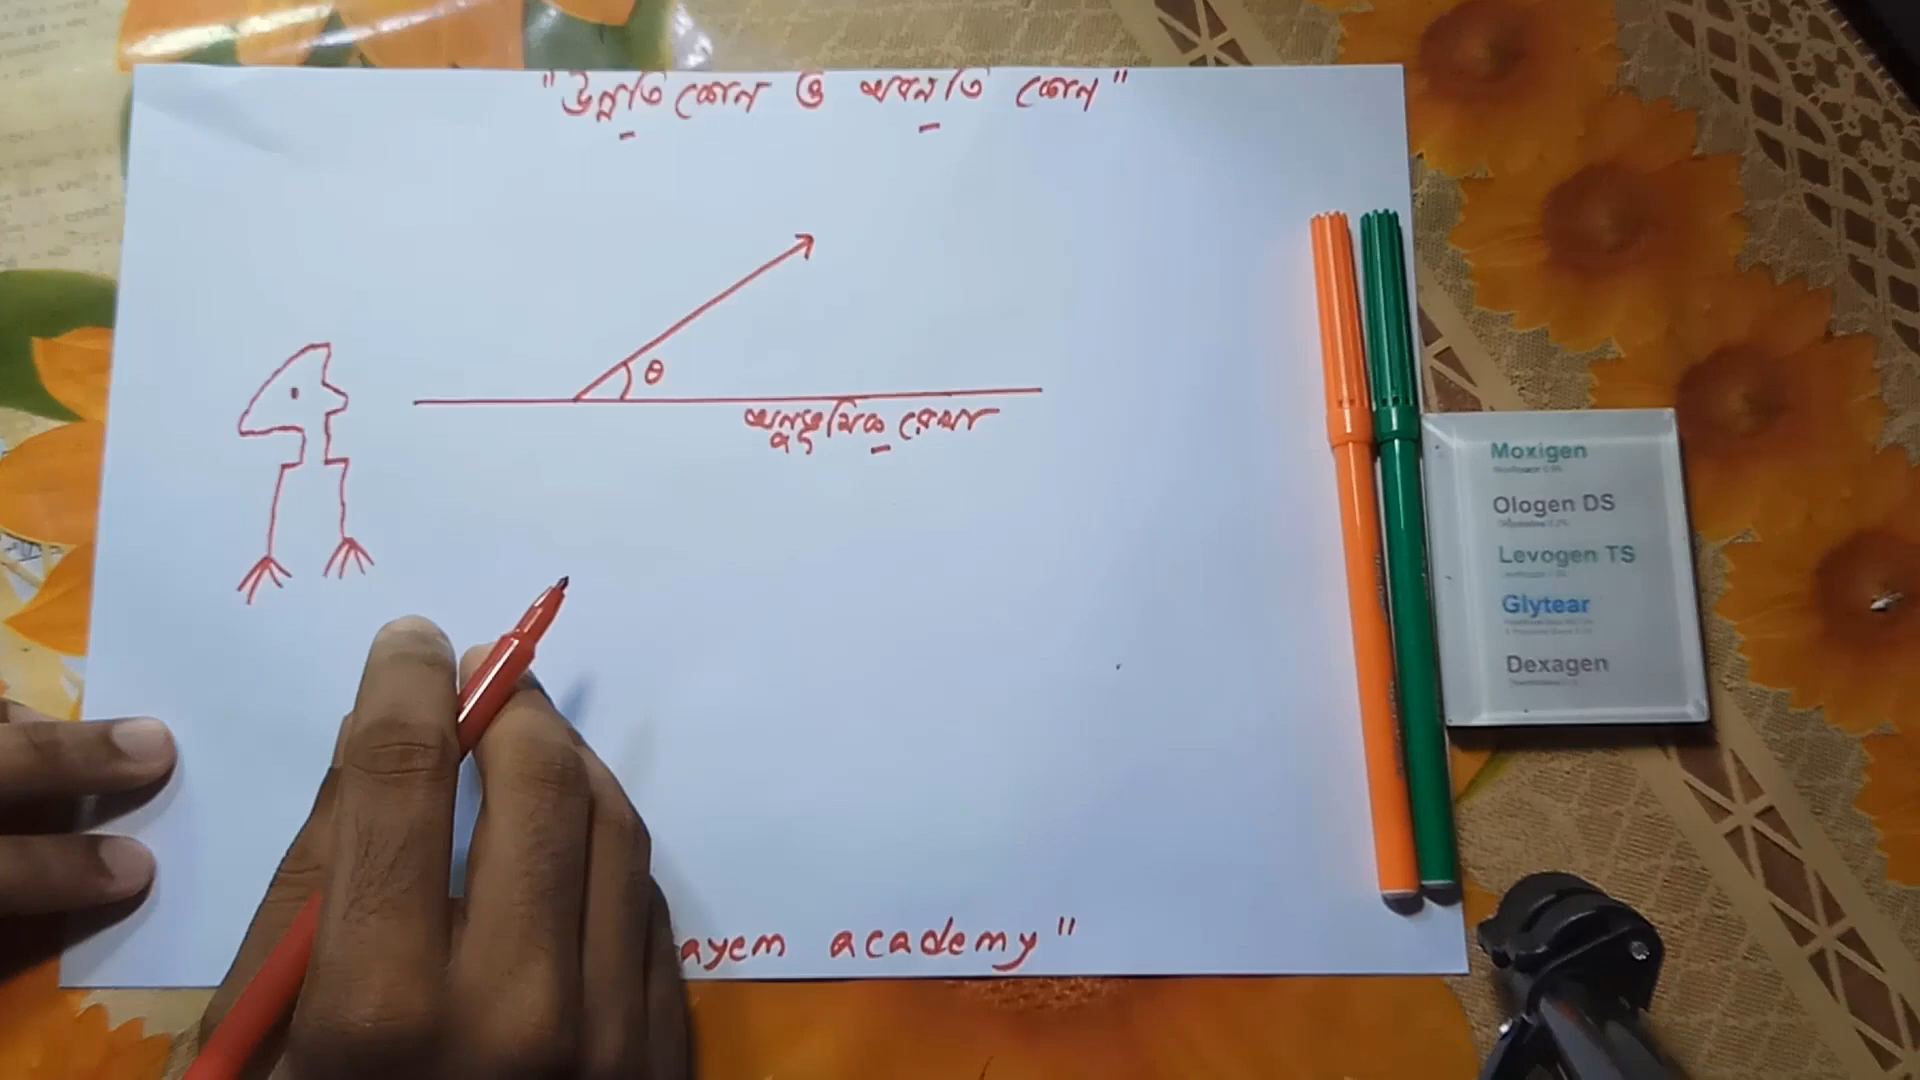 "উন্নতি কোন ও অবনতি কোন"
θ
অনুভূমিক রেখা
Moxigen
Ologen DS
Levogen TS
Glytear
Dexagen
ayem academy"